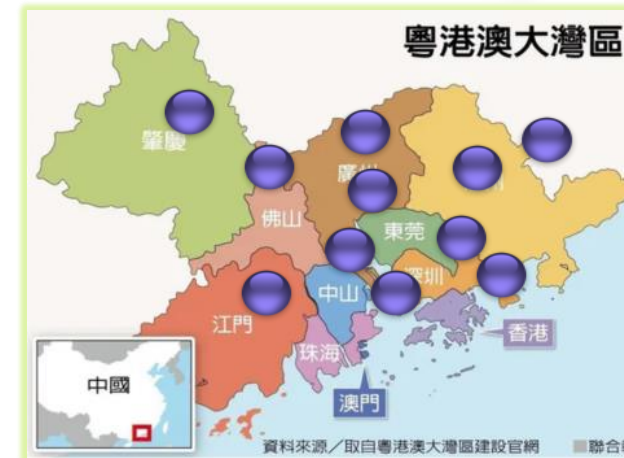 粵港澳大灣區
肇慶
廣
佛山
東莞
深圳
中山
江門
香港
珠海
澳門
中國
資料來源／取自粵港澳大灣區建設官網
聯合